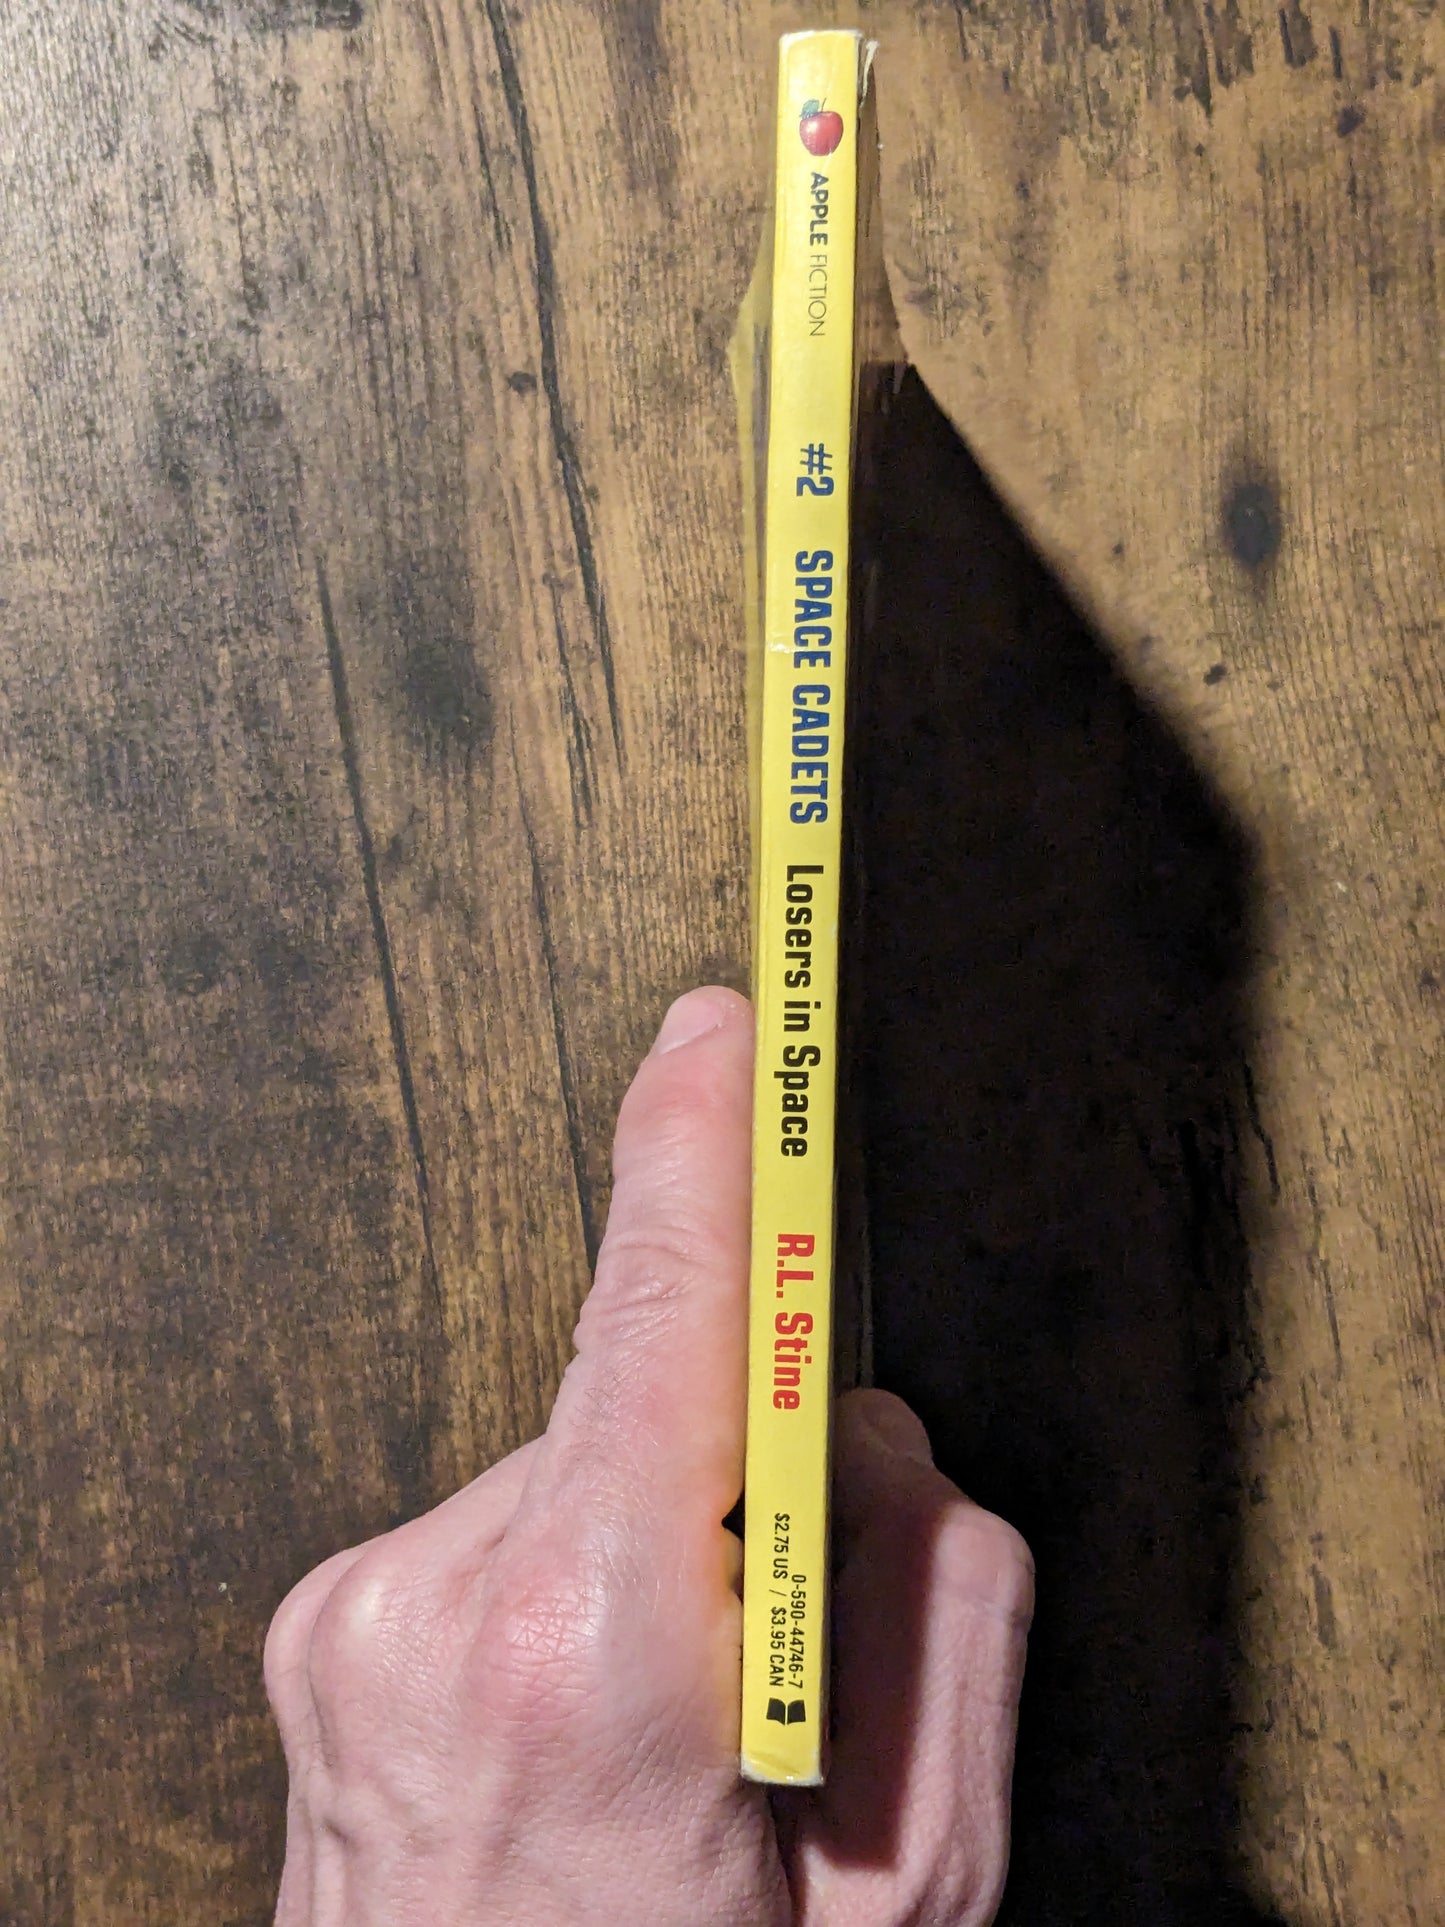 APPLE FICTION
#2 SPACE CADETS Losers in Space R.L. Stine
0-590-44746-7
$2.75 US / $3.95 CAN